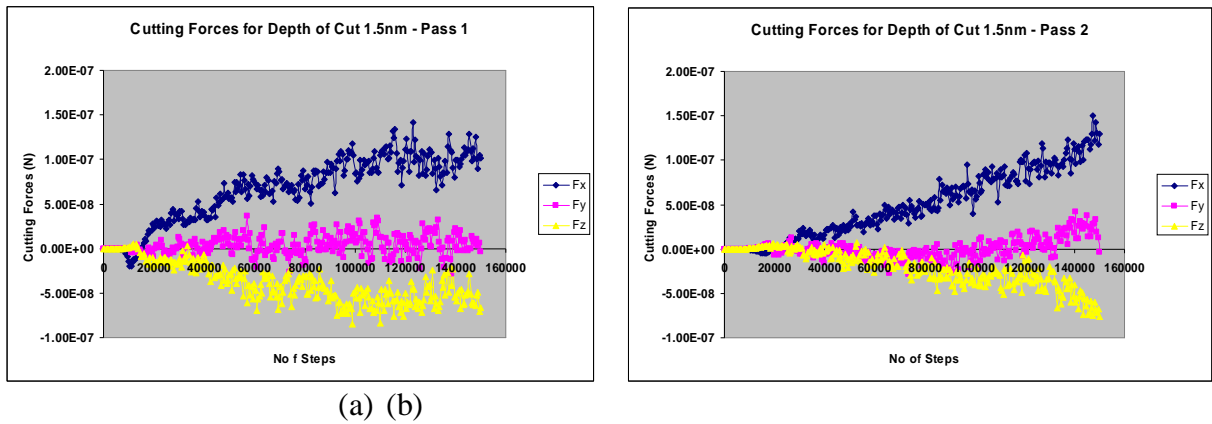 Cutting Forces for Depth of Cut 1.5nm - Pass 1
2.00E-07
1.50E-07
1.00E-07
5.00E-08
0.00E+00
-5.00E-08
-1.00E-07
0 20000 40000 60000 80000 100000 120000 140000 160000
Cutting Forces (N)
No f Steps
Fx
Fy
Fz
Cutting Forces for Depth of Cut 1.5nm - Pass 2
2.00E-07
1.50E-07
1.00E-07
5.00E-08
0.00E+00
-5.00E-08
-1.00E-07
0 20000 40000 60000 80000 100000 120000 140000 160000
Cutting Forces (N)
No of Steps
Fx
Fy
Fz
(a) (b)